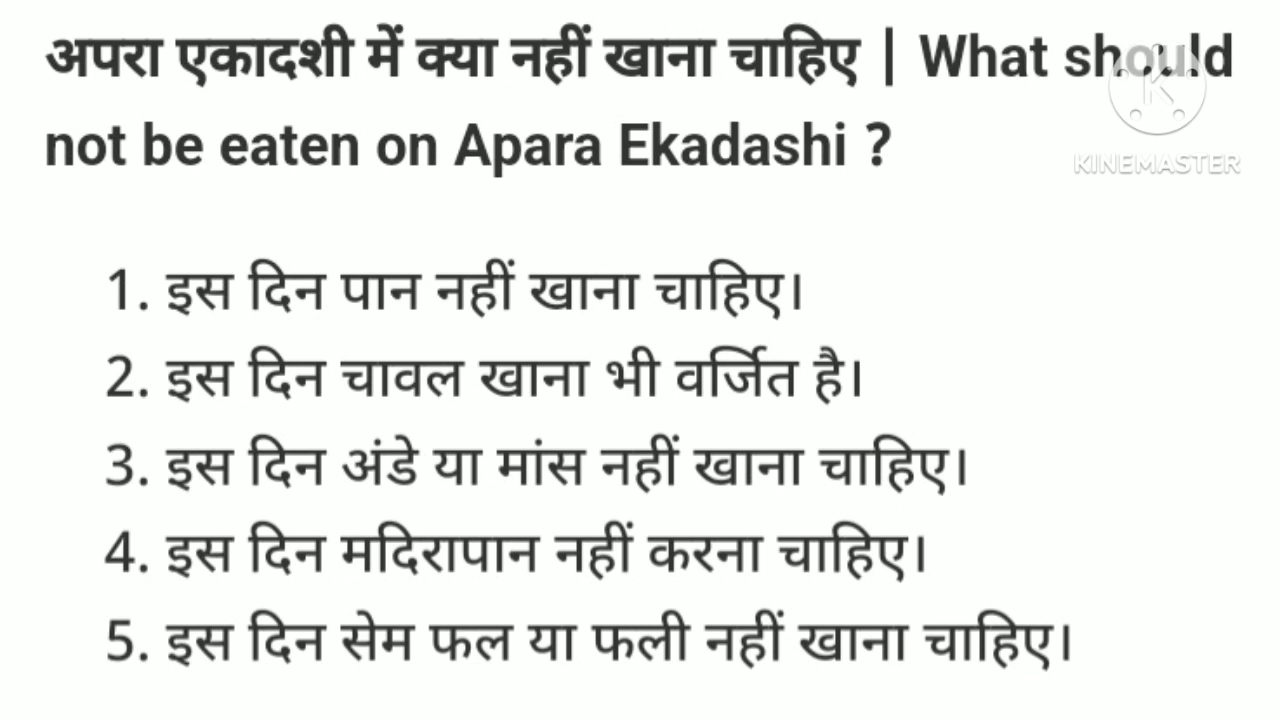 अपरा एकादशी में क्या नहीं खाना चाहिए | What should
not be eaten on Apara Ekadashi ?
K
KINEMASTER
1. इस दिन पान नहीं खाना चाहिए।
2. इस दिन चावल खाना भी वर्जित है।
3. इस दिन अंडे या मांस नहीं खाना चाहिए।
4. इस दिन मदिरापान नहीं करना चाहिए।
5. इस दिन सेम फल या फली नहीं खाना चाहिए।